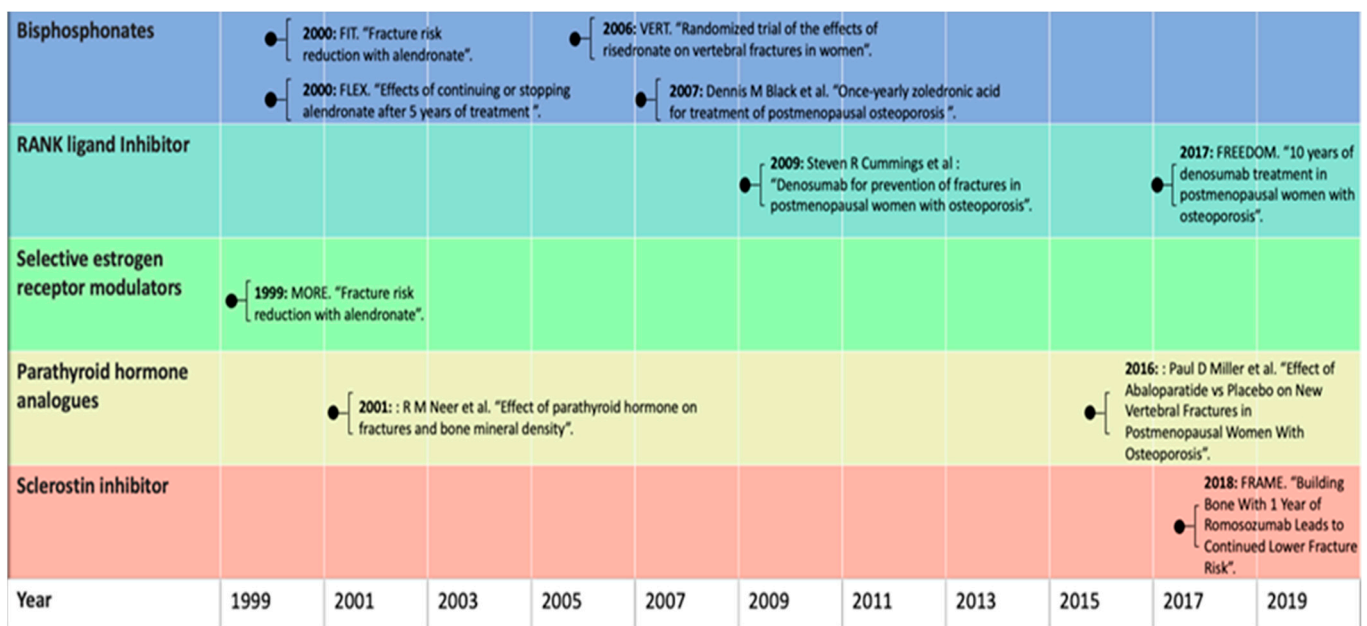 Bisphosphonates
2000: FIT. “Fracture risk
reduction with alendronate”.
2006: VERT. “Randomized trial of the effects of
risedronate on vertebral fractures in women”.
2000: FLEX. “Effects of continuing or stopping
alendronate after 5 years of treatment ”.
2007: Dennis M Black et al. “Once-yearly zoledronic acid
for treatment of postmenopausal osteoporosis ”.
RANK ligand Inhibitor
2009: Steven R Cummings et al :
“Denosumab for prevention of fractures in
postmenopausal women with osteoporosis”.
2017: FREEDOM. “10 years of
denosumab treatment in
postmenopausal women with
osteoporosis”.
Selective estrogen
receptor modulators
1999: MORE. “Fracture risk
reduction with alendronate”.
Parathyroid hormone
analogues
2001: : R M Neer et al. “Effect of parathyroid hormone on
fractures and bone mineral density”.
2016: : Paul D Miller et al. “Effect of
Abaloparatide vs Placebo on New
Vertebral Fractures in
Postmenopausal Women With
Osteoporosis”.
Sclerostin inhibitor
2018: FRAME. “Building
Bone With 1 Year of
Romosozumab Leads to
Continued Lower Fracture
Risk”.
Year 1999 2001 2003 2005 2007 2009 2011 2013 2015 2017 2019